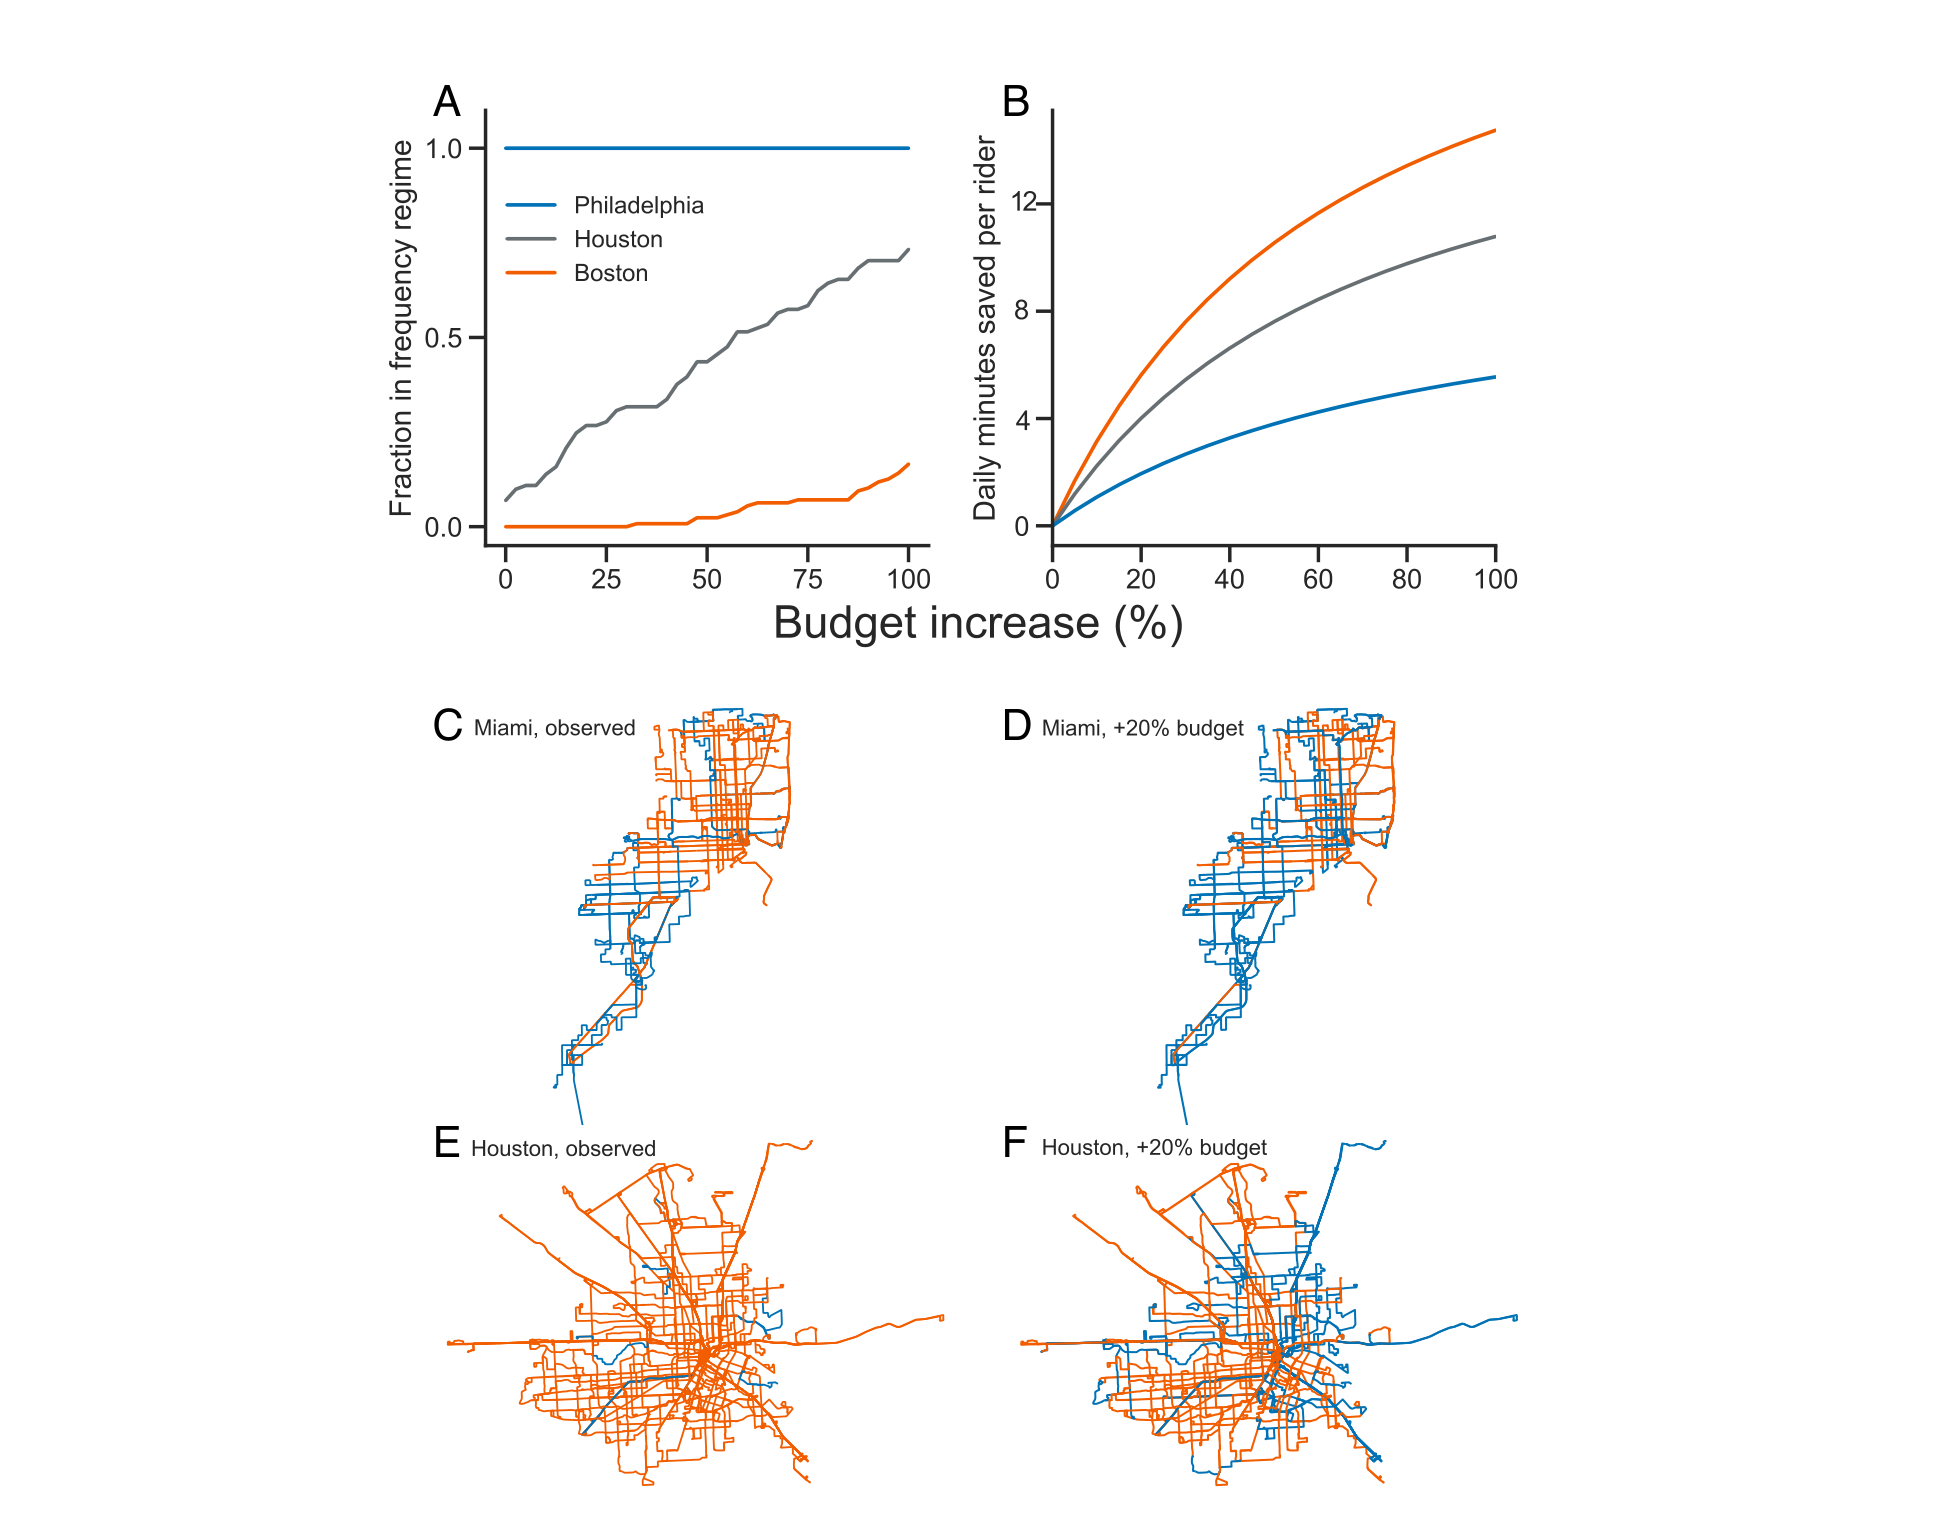 A
B
Fraction in frequency regime
1.0
0.5
0.0
Philadelphia
Houston
Boston
0 25 50 75 100
Daily minutes saved per rider
12
8
4
0
0 20 40 60 80 100
Budget increase (%)
C Miami, observed
D Miami, +20% budget
E Houston, observed
F Houston, +20% budget